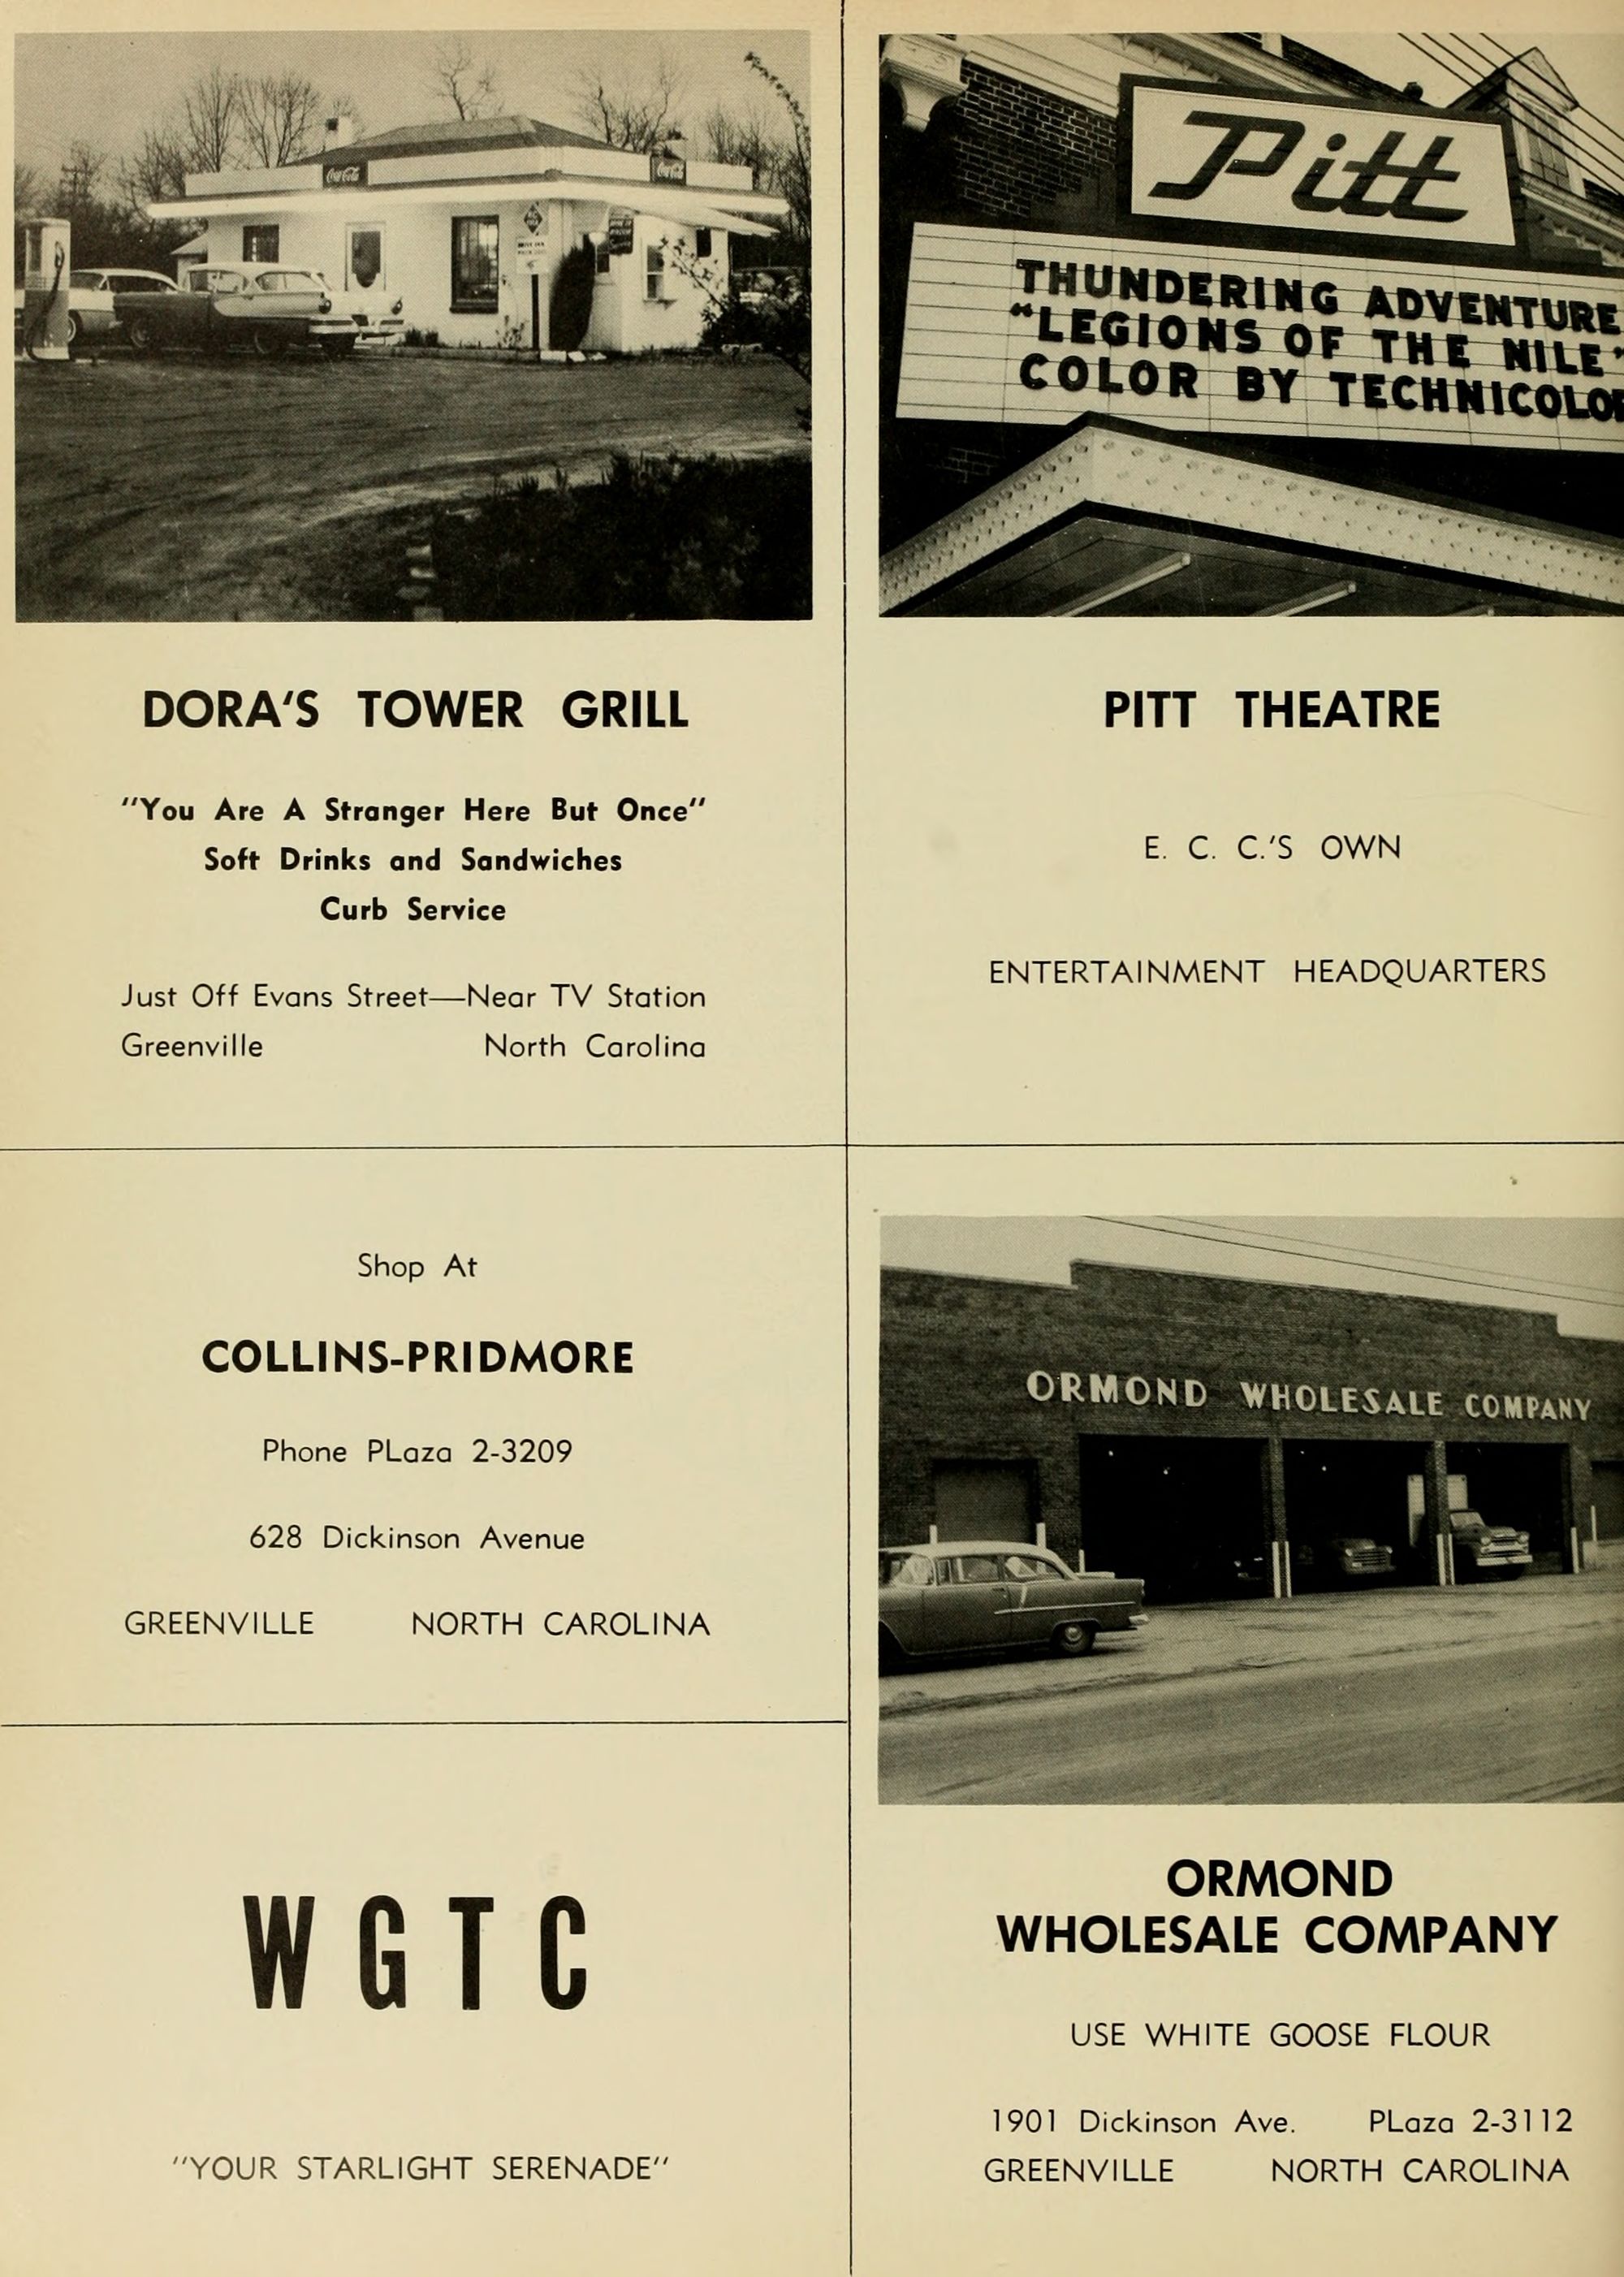 Coca-Cola
Coca-Cola
DORA'S TOWER GRILL
"You Are A Stranger Here But Once"
Soft Drinks and Sandwiches
Curb Service
Just Off Evans Street—Near TV Station
Greenville North Carolina
Pitt
THUNDERING ADVENTURE
"LEGIONS OF THE NILE"
COLOR BY TECHNICOLOR
PITT THEATRE
E. C. C.'S OWN
ENTERTAINMENT HEADQUARTERS
Shop At
COLLINS-PRIDMORE
Phone PLaza 2-3209
628 Dickinson Avenue
GREENVILLE NORTH CAROLINA
WGTC
"YOUR STARLIGHT SERENADE"
ORMOND WHOLESALE COMPANY
ORMOND
WHOLESALE COMPANY
USE WHITE GOOSE FLOUR
1901 Dickinson Ave. PLaza 2-3112
GREENVILLE NORTH CAROLINA